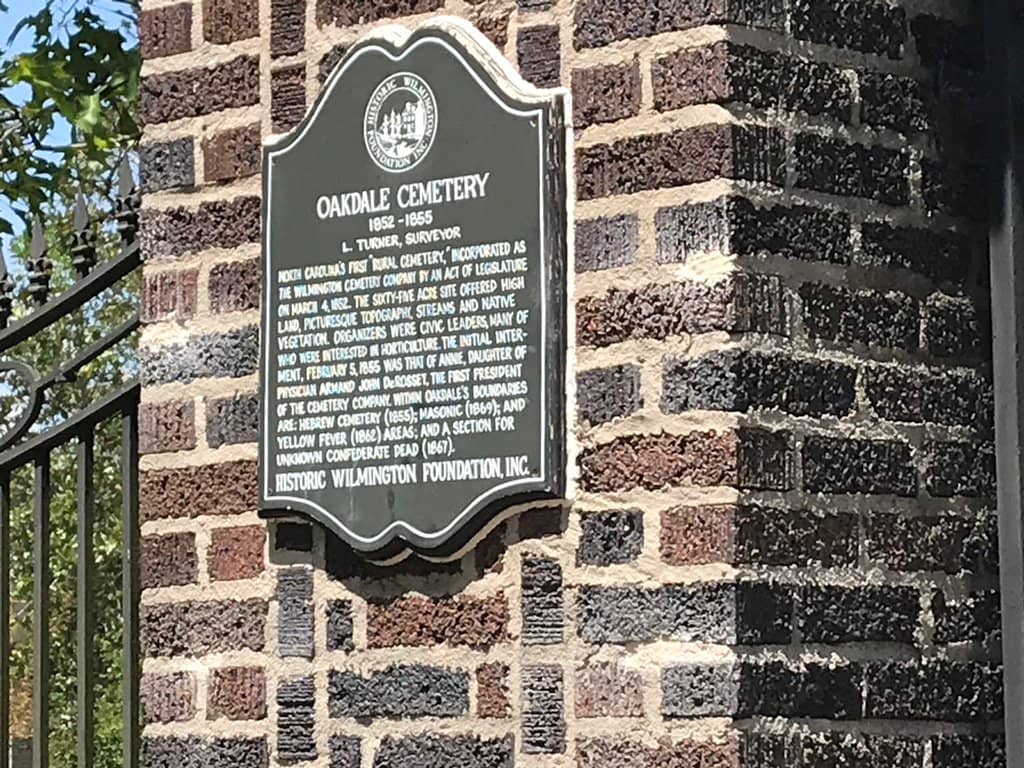 HISTORIC WILMINGTON
FOUNDATION INC
OAKDALE CEMETERY
1852-1855
L. TURNER, SURVEYOR
NORTH CAROLINA'S FIRST "RURAL CEMETERY," INCORPORATED AS
THE WILMINGTON CEMETERY COMPANY BY AN ACT OF LEGISLATURE
ON MARCH 4, 1852. THE SIXTY-FIVE ACRE SITE OFFERED HIGH
LAND, PICTURESQUE TOPOGRAPHY, STREAMS AND NATIVE
VEGETATION. ORGANIZERS WERE CIVIC LEADERS, MANY OF
WHO WERE INTERESTED IN HORTICULTURE. THE INITIAL INTER-
MENT, FEBRUARY 5, 1855 WAS THAT OF ANNIE, DAUGHTER OF
PHYSICIAN ARMAND JOHN DeROSSET, THE FIRST PRESIDENT
OF THE CEMETERY COMPANY. WITHIN OAKDALE'S BOUNDARIES
ARE: HEBREW CEMETERY (1855); MASONIC (1869); AND
YELLOW FEVER (1862) AREAS; AND A SECTION FOR
UNKNOWN CONFEDERATE DEAD (1867).
HISTORIC WILMINGTON FOUNDATION, INC.